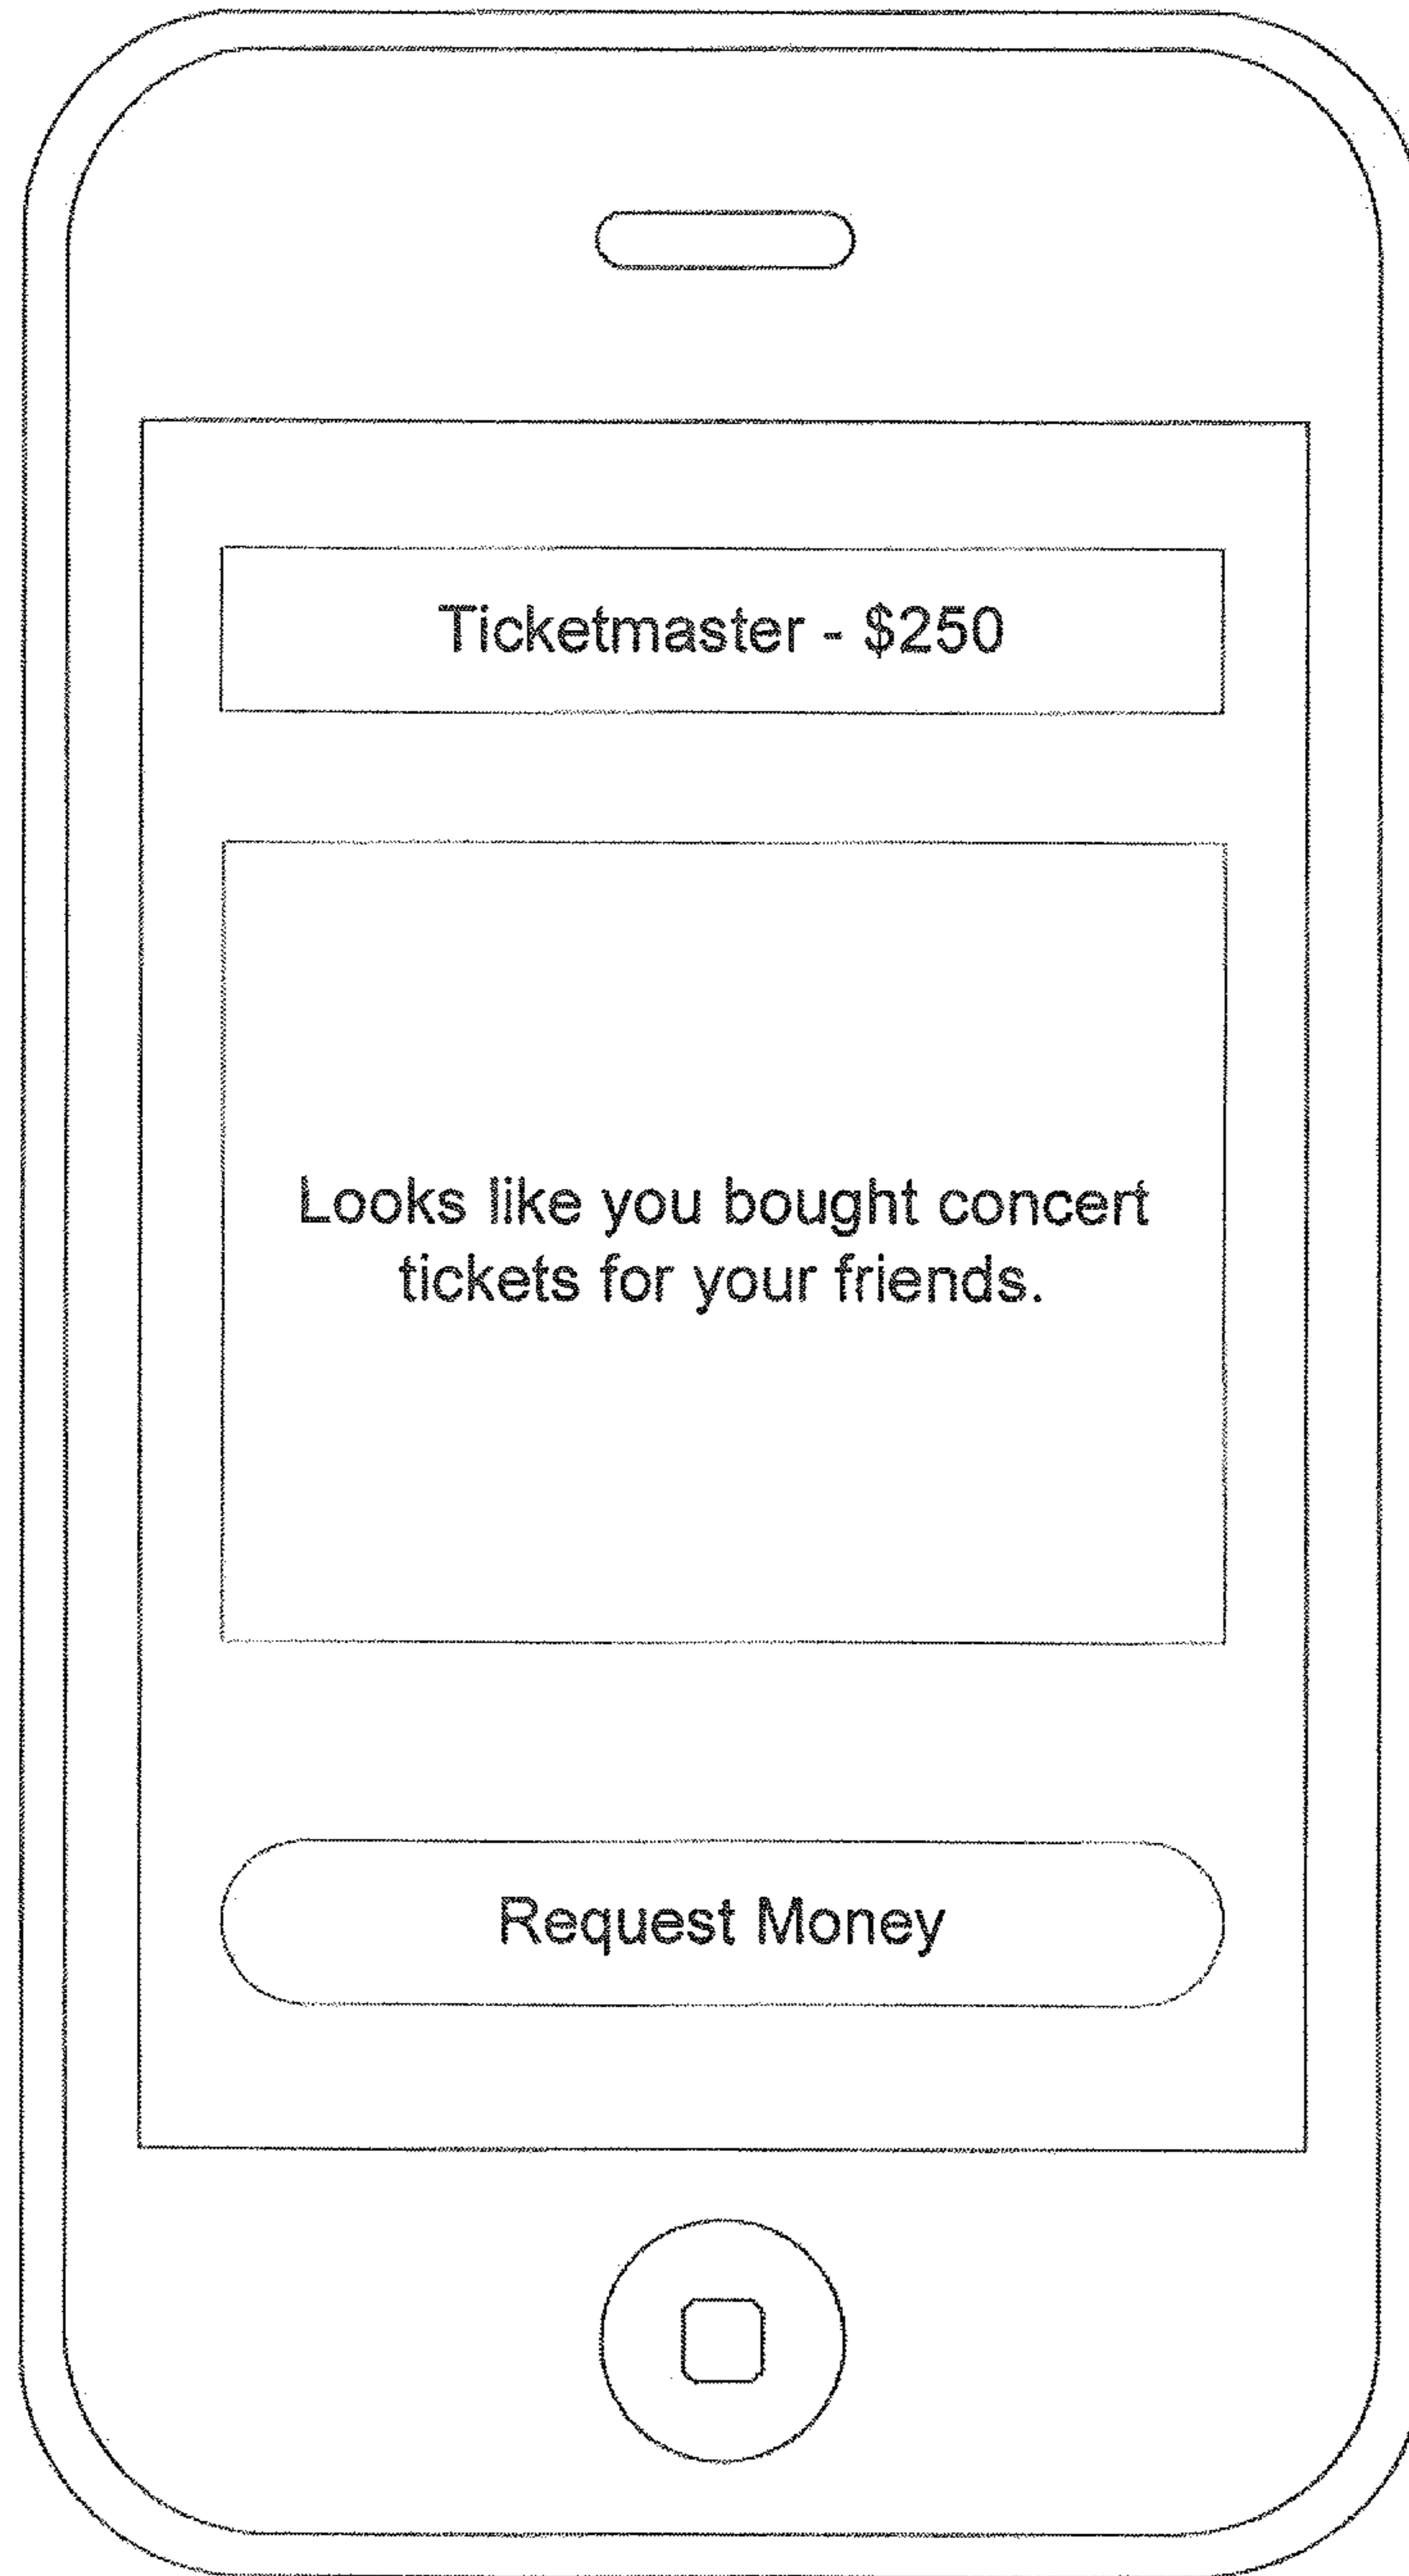 Ticketmaster - $250
Looks like you bought concert
tickets for your friends.
Request Money